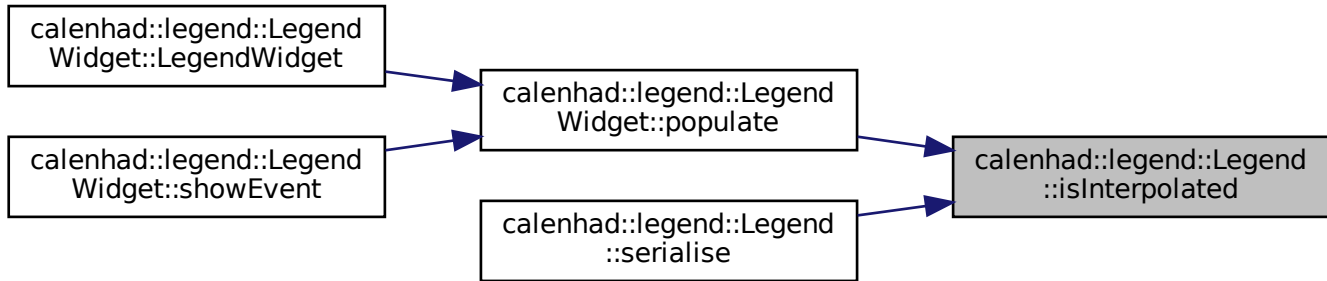 calenhad::legend::Legend
Widget::LegendWidget
calenhad::legend::Legend
Widget::showEvent
calenhad::legend::Legend
Widget::populate
calenhad::legend::Legend
::serialise
calenhad::legend::Legend
::isInterpolated